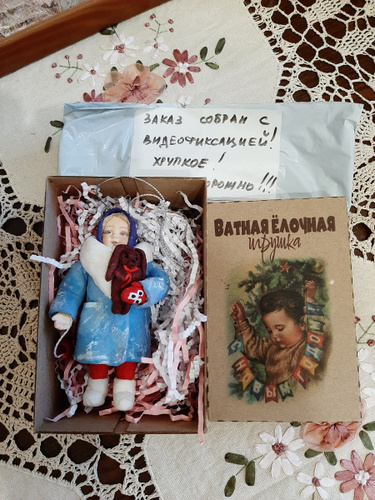 ЗАКАЗ СОБРАН С
ВИДЕОФИКСАЦИЕЙ!
ХРУПКОЕ!
ВАТНАЯ ЁЛОЧНАЯ
игрушка